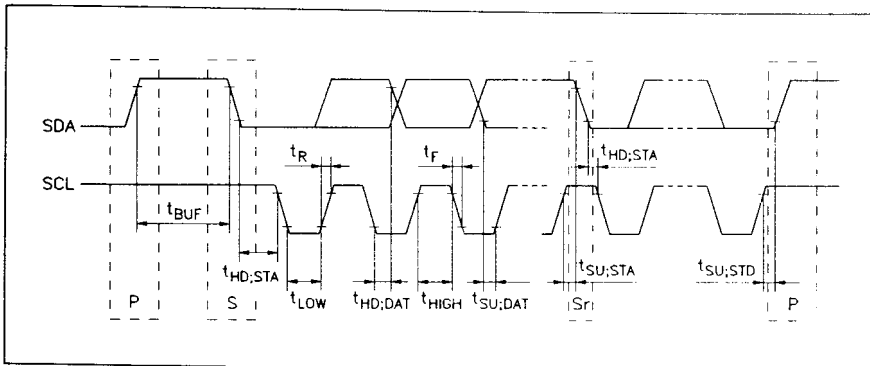 SDA
tHD;STA
tR
tF
SCL
tBUF
tHD;STA
tSU;STA
tSU;STD
tLOW
tHD;DAT
tHIGH
tSU;DAT
P
S
Sr
P